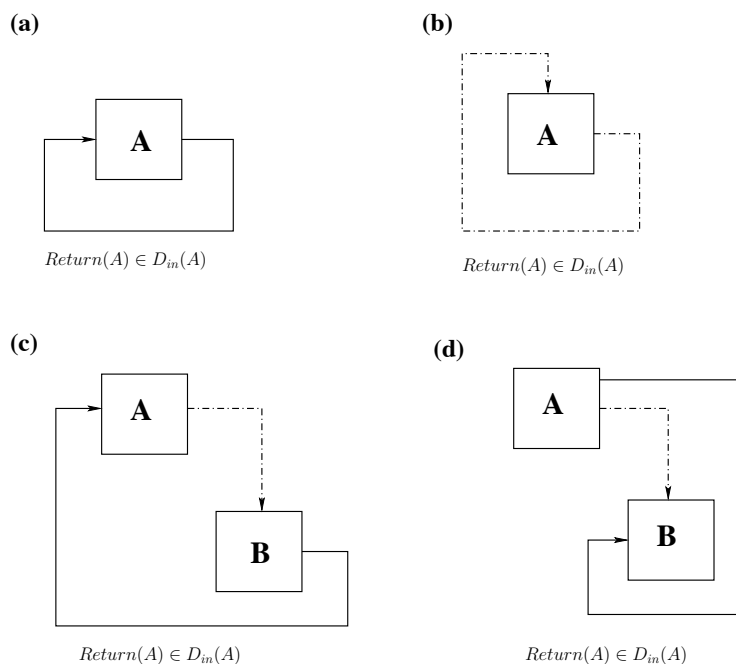 (a)
(b)
A
A
Return(A) ∈ D_in(A)
Return(A) ∈ D_in(A)
(c)
(d)
A
A
B
B
Return(A) ∈ D_in(A)
Return(A) ∈ D_in(A)